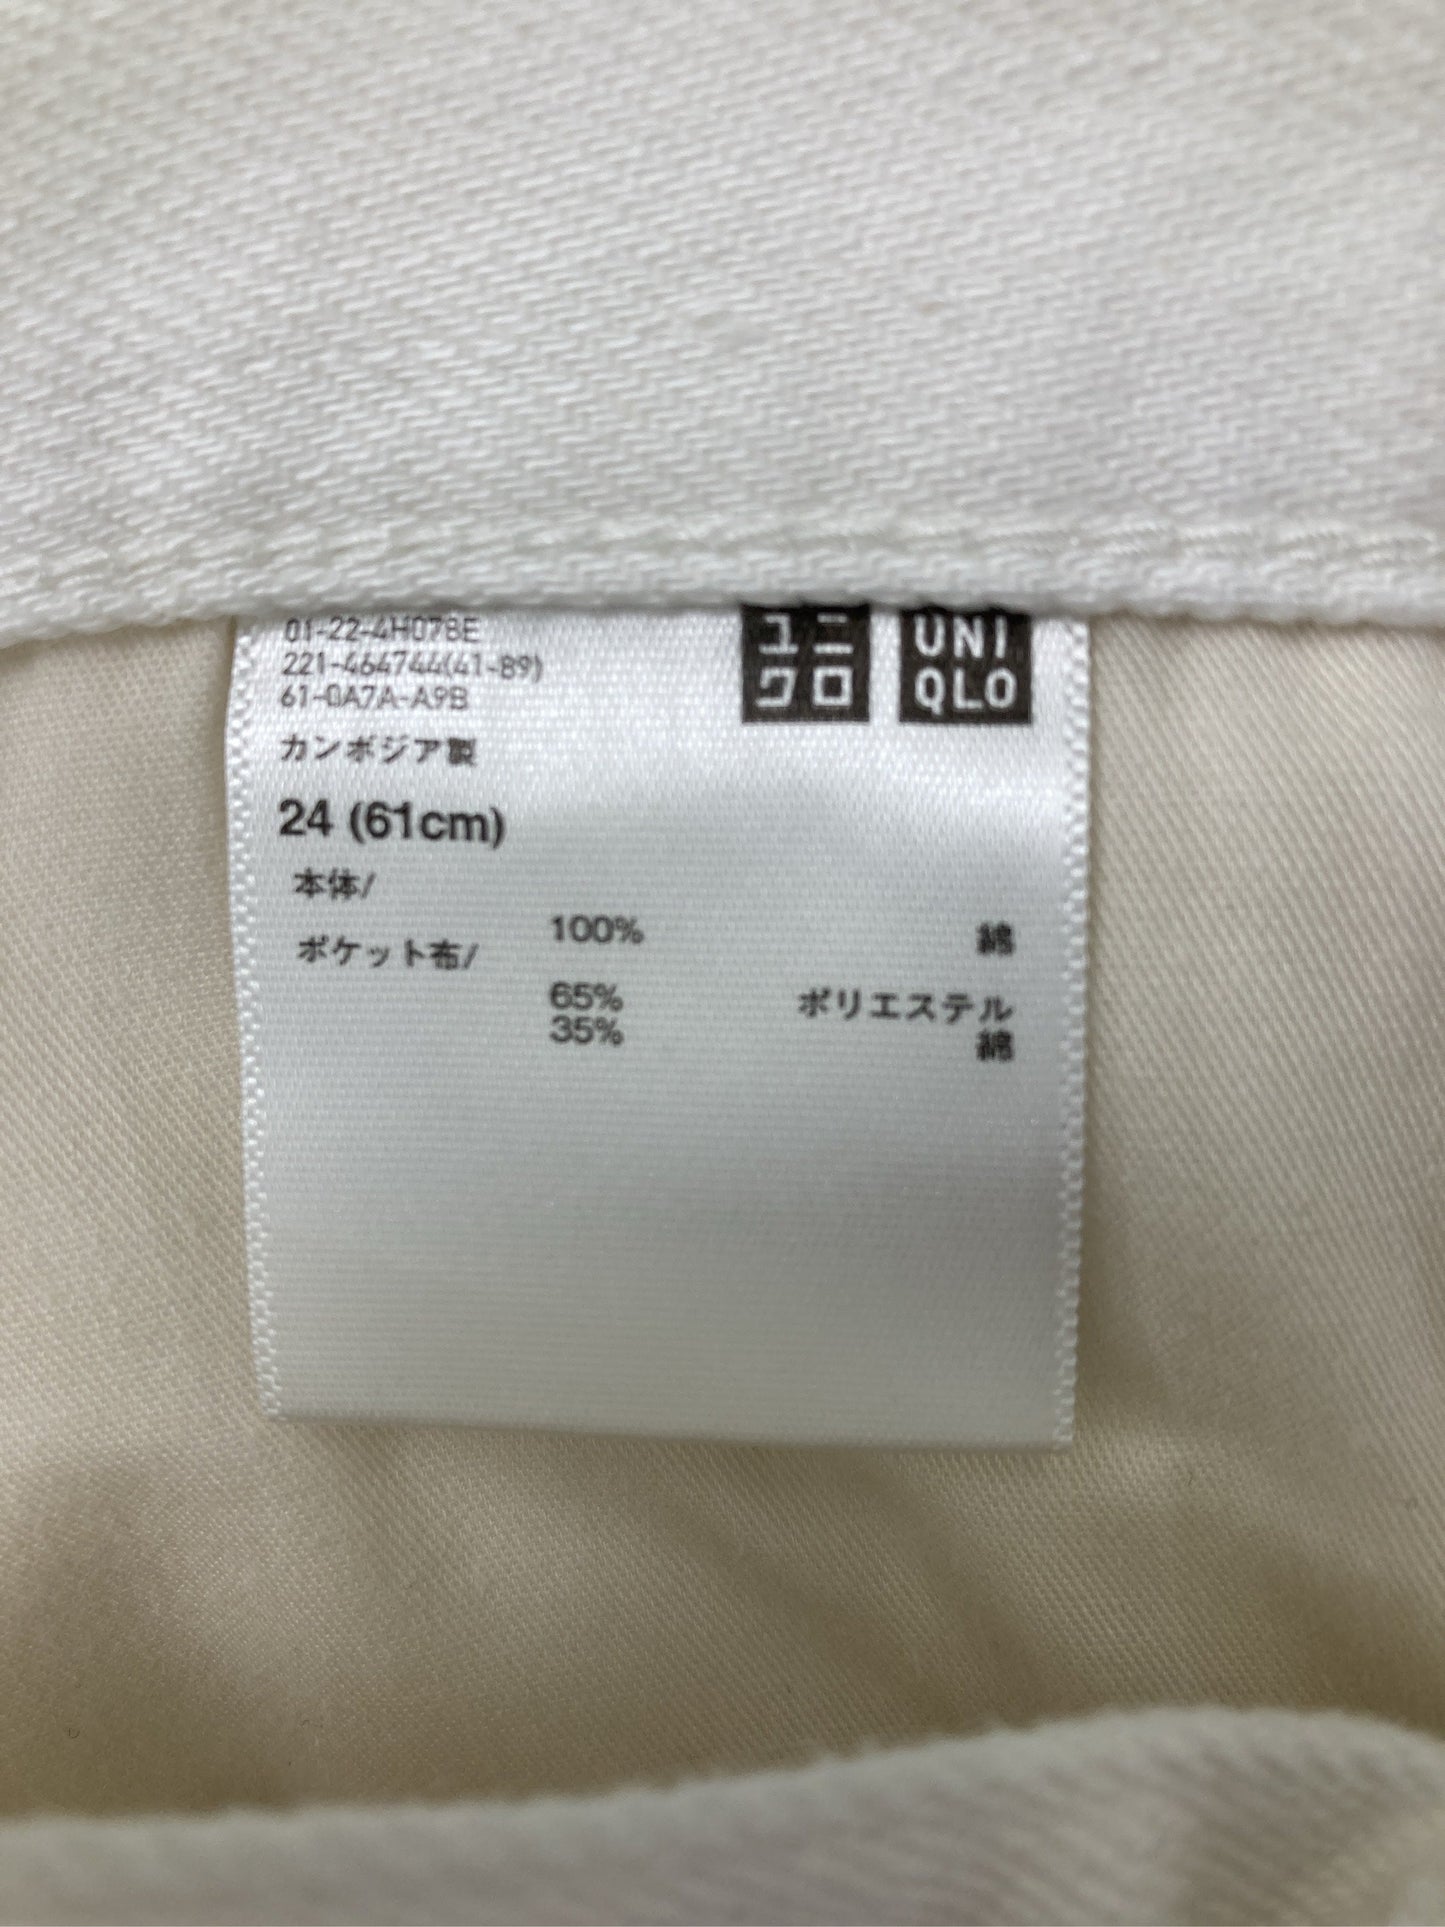 01-22-4H078E
221-464744(41-89)
61-0A7A-A9B
ユニクロ
UNIQLO
カンボジア製
24 (61cm)
本体/
100% 綿
ポケット布/
65% ポリエステル
35% 綿